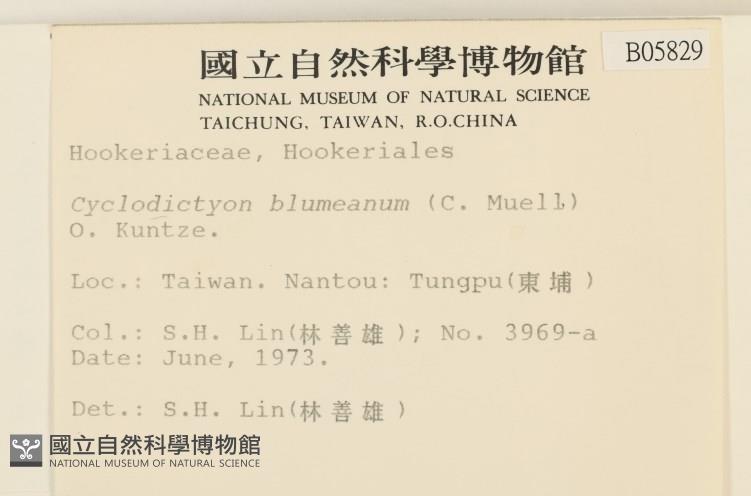 國立自然科學博物館
B05829
NATIONAL MUSEUM OF NATURAL SCIENCE
TAICHUNG, TAIWAN, R.O.CHINA
Hookeriaceae, Hookeriales
Cyclodictyon blumeanum (C. Muell)
O. Kuntze.
Loc.: Taiwan. Nantou: Tungpu(東埔)
Col.: S.H. Lin(林善雄); No. 3969-a
Date: June, 1973.
Det.: S.H. Lin(林善雄)
國立自然科學博物館
NATIONAL MUSEUM OF NATURAL SCIENCE